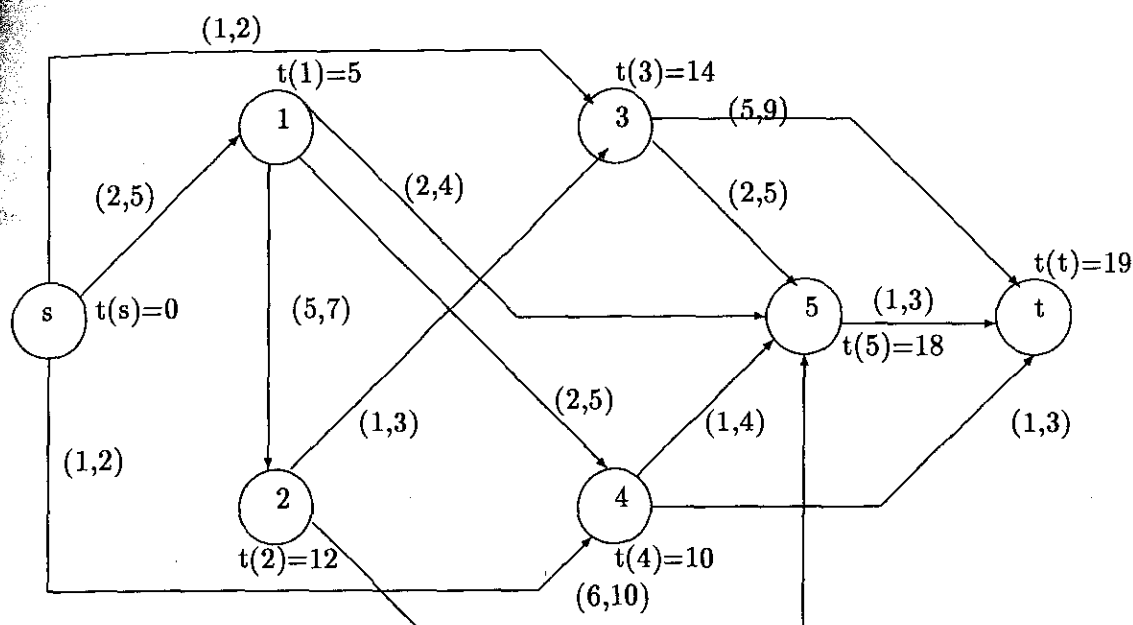 (1,2)
t(1)=5
t(3)=14
1
3
(5,9)
(2,5)
(2,4)
(2,5)
t(t)=19
s
t(s)=0
(5,7)
5
(1,3)
t
t(5)=18
(1,3)
(2,5)
(1,4)
(1,3)
(1,2)
2
4
t(2)=12
t(4)=10
(6,10)